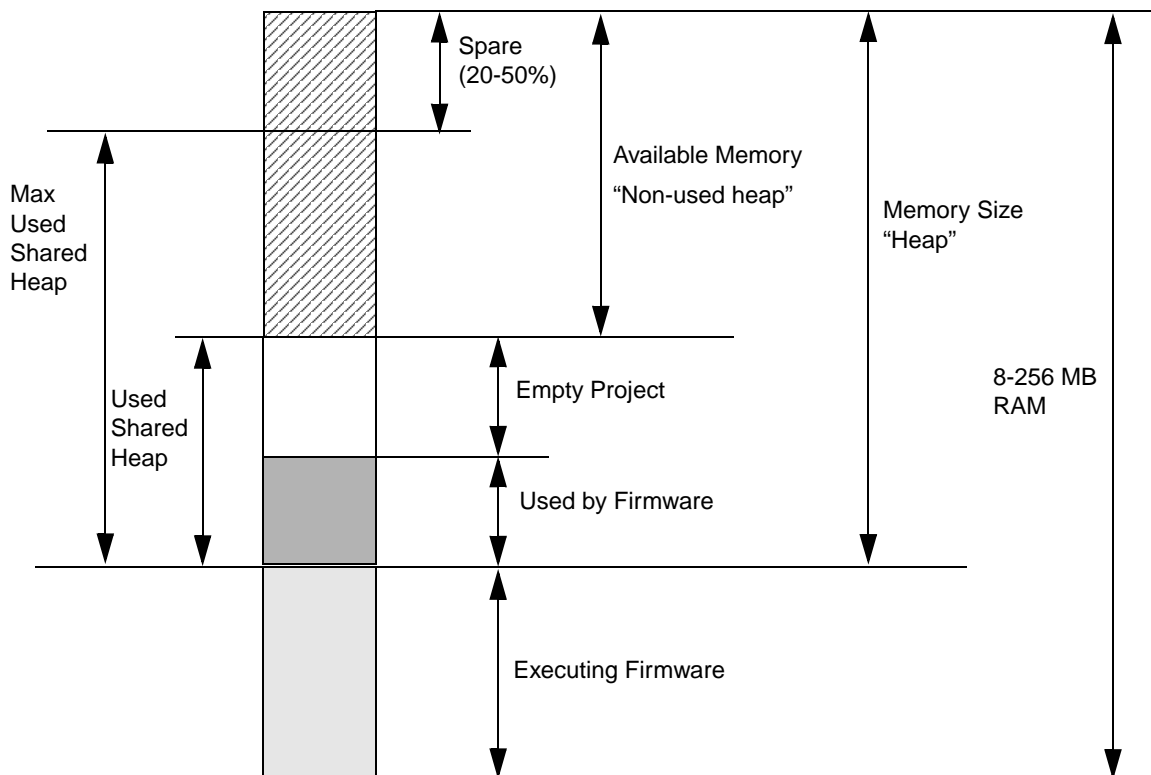 Spare
(20-50%)
Available Memory
“Non-used heap”
Max
Used
Shared
Heap
Memory Size
“Heap”
Used
Shared
Heap
Empty Project
8-256 MB
RAM
Used by Firmware
Executing Firmware